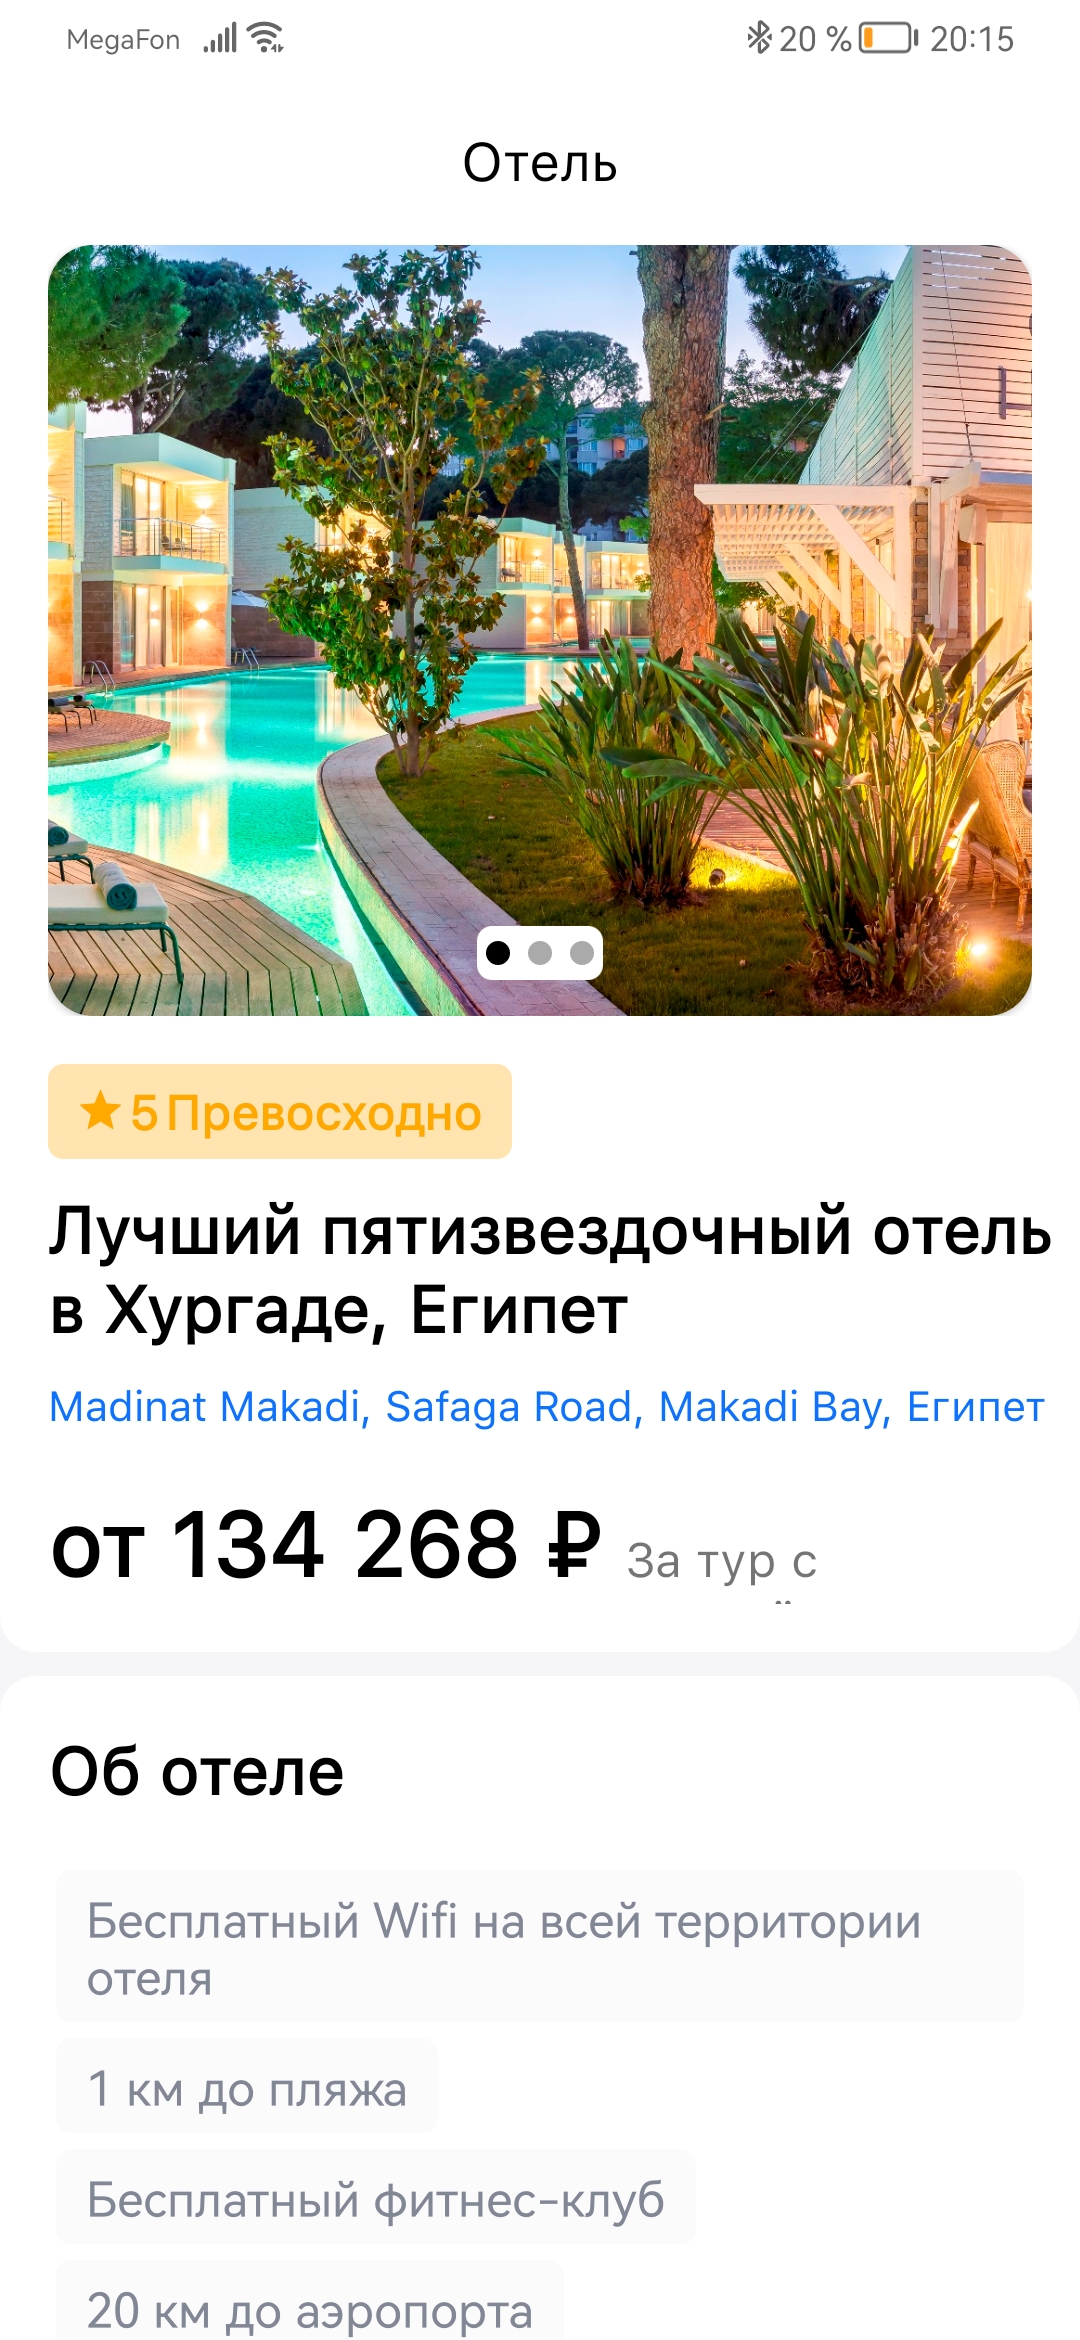 MegaFon 20 % 20:15
Отель
5 Превосходно
Лучший пятизвездочный отель
в Хургаде, Египет
Madinat Makadi, Safaga Road, Makadi Bay, Египет
от 134 268 ₽ За тур с
Об отеле
Бесплатный Wifi на всей территории
отеля
1 км до пляжа
Бесплатный фитнес-клуб
20 км до аэропорта